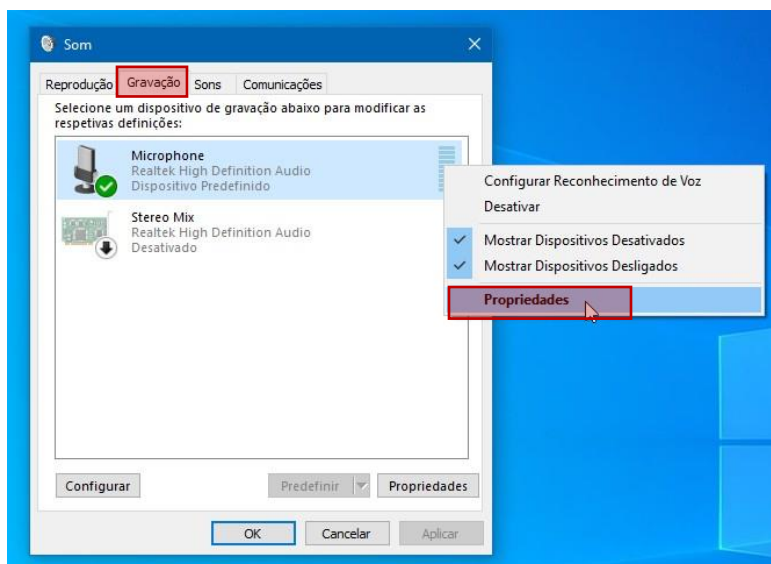 Som
Reprodução Gravação Sons Comunicações
Selecione um dispositivo de gravação abaixo para modificar as
respetivas definições:
Microphone
Realtek High Definition Audio
Dispositivo Predefinido
Stereo Mix
Realtek High Definition Audio
Desativado
Configurar Reconhecimento de Voz
Desativar
Mostrar Dispositivos Desativados
Mostrar Dispositivos Desligados
Propriedades
Configurar Predefinir Propriedades
OK Cancelar Aplicar